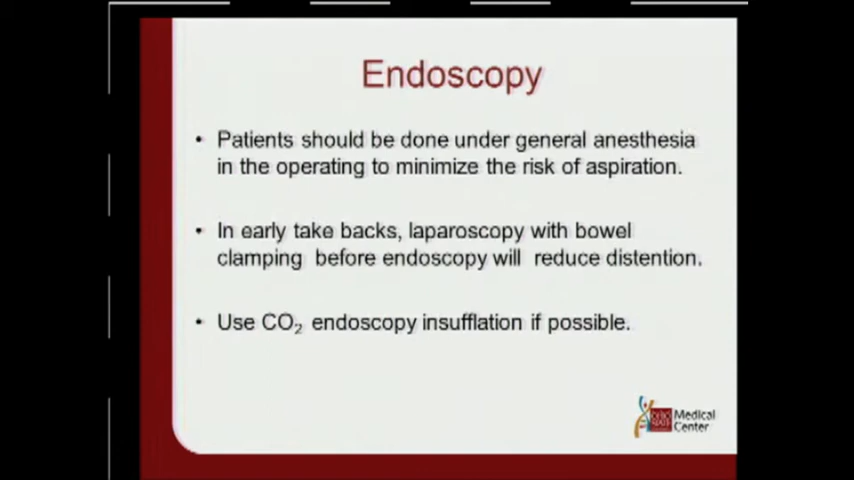 Endoscopy
• Patients should be done under general anesthesia
in the operating to minimize the risk of aspiration.
• In early take backs, laparoscopy with bowel
clamping before endoscopy will reduce distention.
• Use CO₂ endoscopy insufflation if possible.
Medical
Center